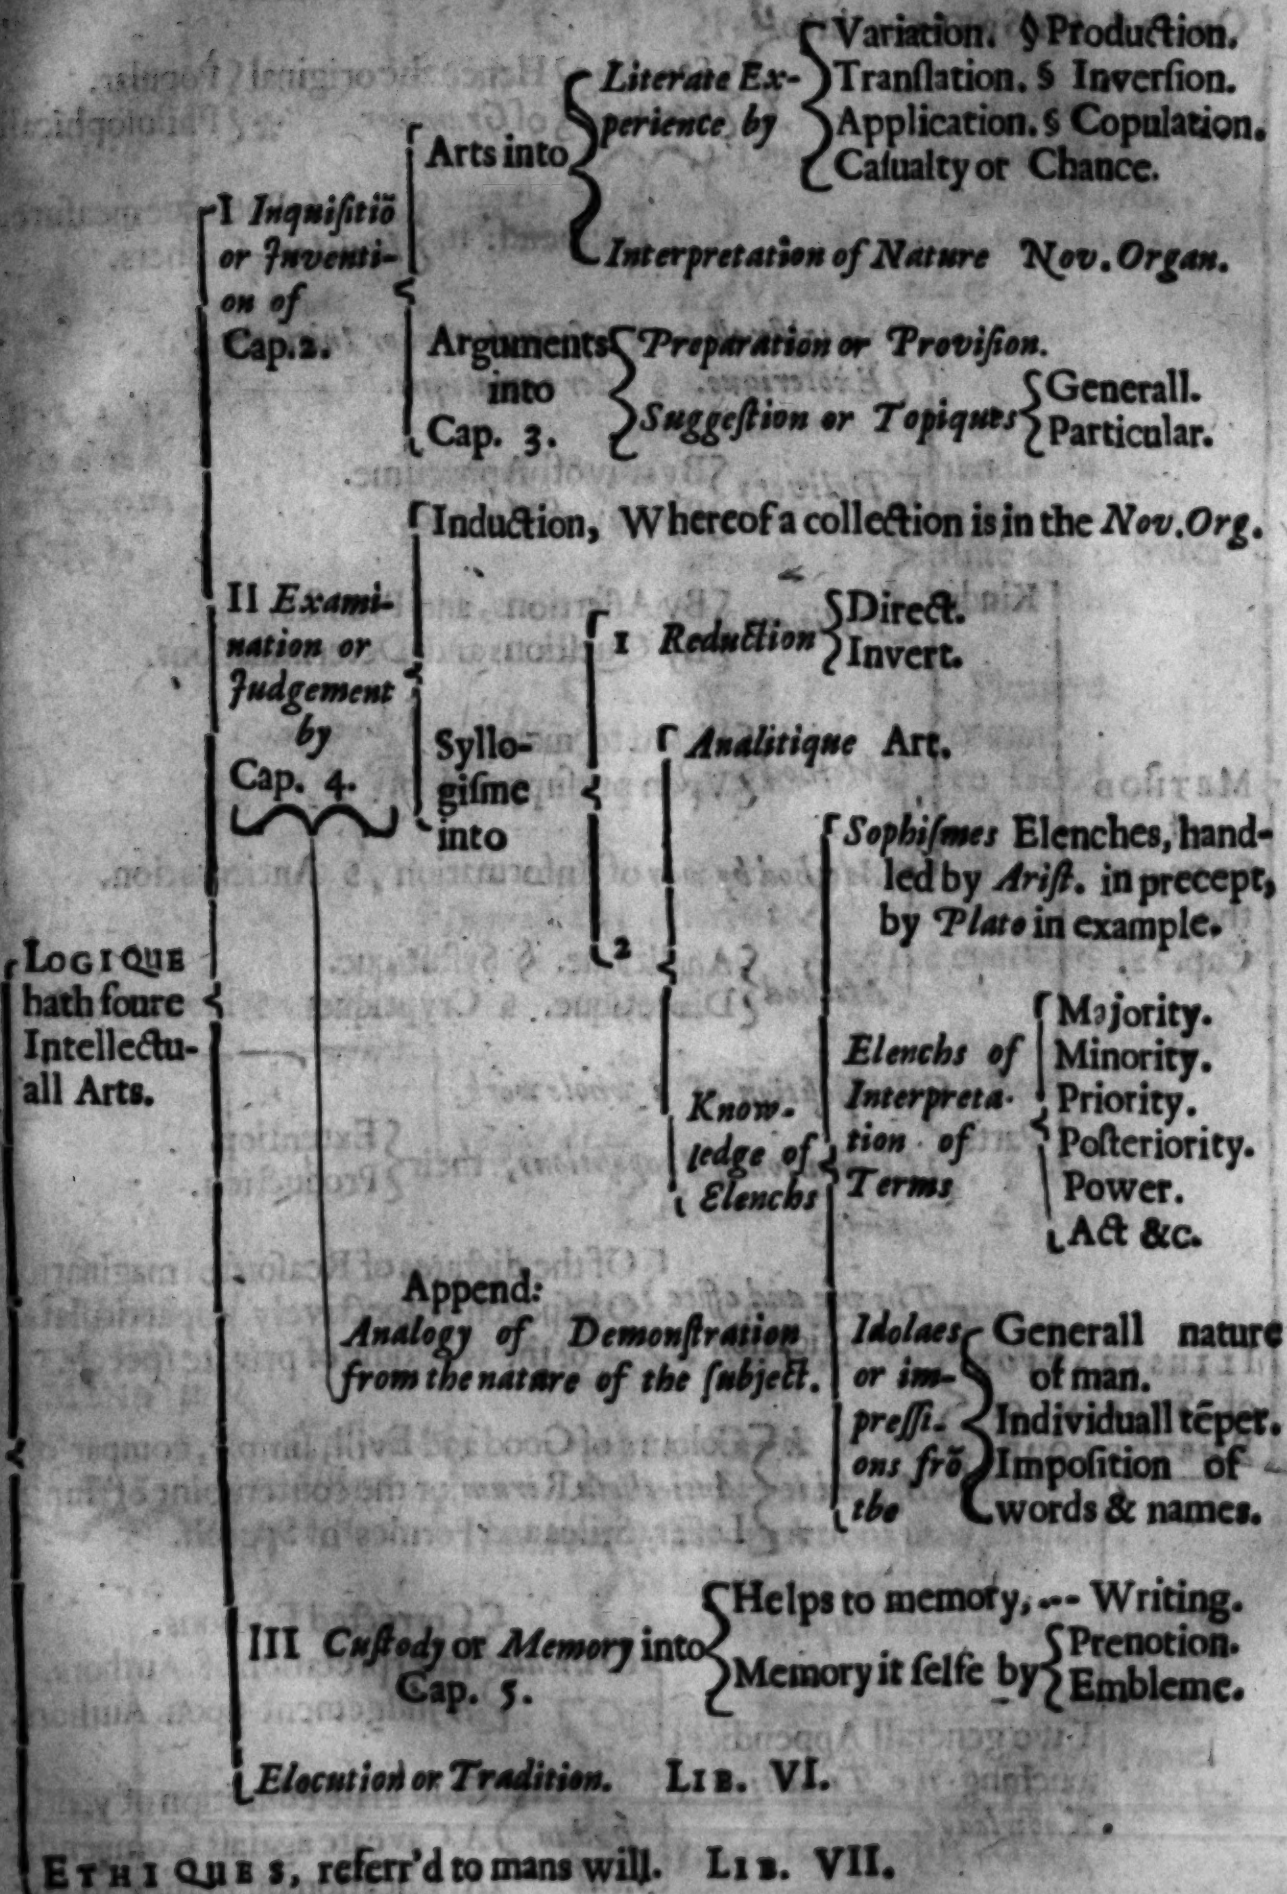 Variation. § Production.
Literate Ex- Tranſlation. § Inverſion.
perience by Application. § Copulation.
Arts into Caſualty or Chance.
I Inquiſitiō
or Inventi- Interpretation of Nature Nov. Organ.
on of
Cap. 2. Arguments Preparation or Proviſion.
into Generall.
Suggeſtion or Topiques
Cap. 3. Particular.
Induction, Whereof a collection is in the Nov. Org.
II Exami- Direct.
nation or 1 Reduction
Judgement Invert.
by Syllo- Analitique Art.
Cap. 4. giſme
into Sophiſmes Elenches, hand-
led by Ariſt. in precept,
by Plato in example.
2
LOGIQUE
hath foure Majority.
Intellectu- Elenchs of Minority.
all Arts. Know- Interpreta- Priority.
ledge of tion of Poſteriority.
Elenchs Terms Power.
Act &c.
Append:
Analogy of Demonſtration Idolaes Generall nature
from the nature of the ſubject. or im- of man.
preſſi- Individuall tēper.
ons frō Impoſition of
the words & names.
Helps to memory, --- Writing.
III Cuſtody or Memory into Prenotion.
Cap. 5. Memory it ſelfe by Embleme.
Elocution or Tradition. LIB. VI.
ETHIQUES, referr'd to mans will. LIB. VII.